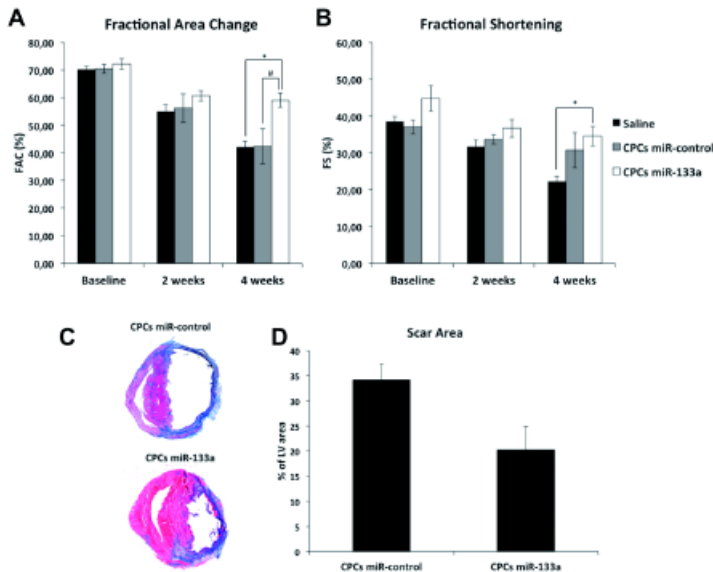 A
Fractional Area Change
80,00
70,00
60,00
50,00
40,00
30,00
20,00
10,00
0,00
FAC (%)
*
#
Baseline
2 weeks
4 weeks
B
Fractional Shortening
60,00
50,00
40,00
30,00
20,00
10,00
0,00
FS (%)
*
Baseline
2 weeks
4 weeks
Saline
CPCs miR-control
CPCs miR-133a
C
CPCs miR-control
CPCs miR-133a
D
Scar Area
40
35
30
25
20
15
10
5
0
% of LV area
CPCs miR-control
CPCs miR-133a